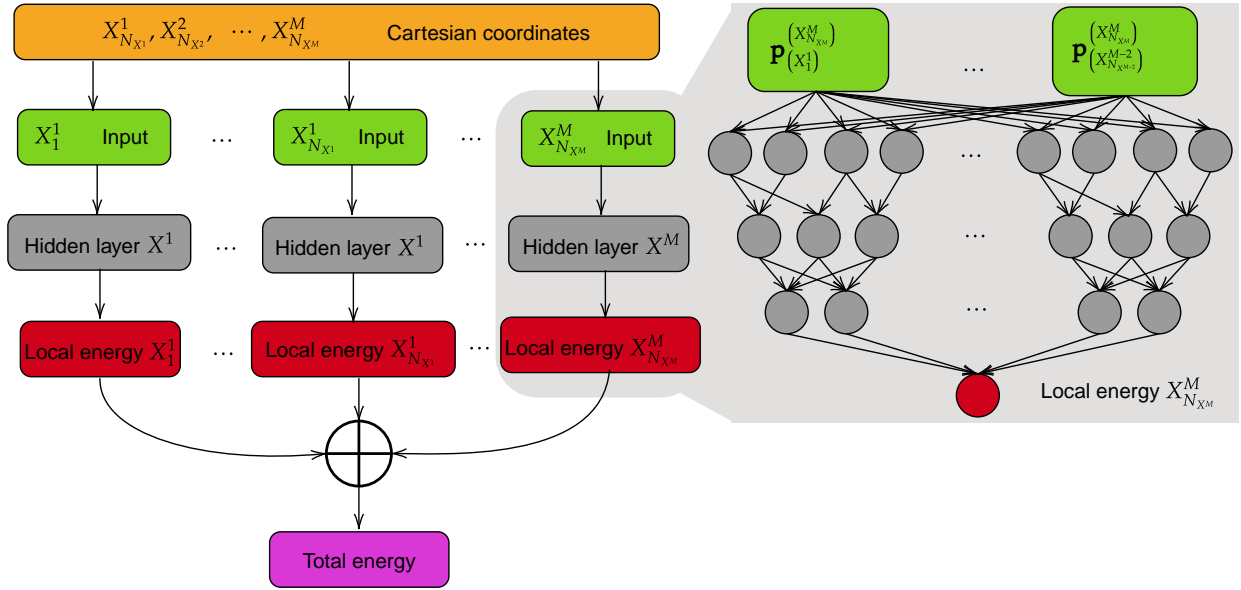 X^1_{N_{X^1}}, X^2_{N_{X^2}}, ⋯, X^M_{N_{X^M}} Cartesian coordinates
X^1_1 Input ... X^1_{N_{X^1}} Input ... X^M_{N_{X^M}} Input
Hidden layer X^1 ... Hidden layer X^1 ... Hidden layer X^M
Local energy X^1_1 ... Local energy X^1_{N_{X^1}} ... Local energy X^M_{N_{X^M}}
Total energy
p^{(X^M_{N_{X^M}})}_{(X^1_1)} ... p^{(X^M_{N_{X^M}})}_{(X^{M-2}_{N_{X^{M-2}}})}
...
...
...
Local energy X^M_{N_{X^M}}